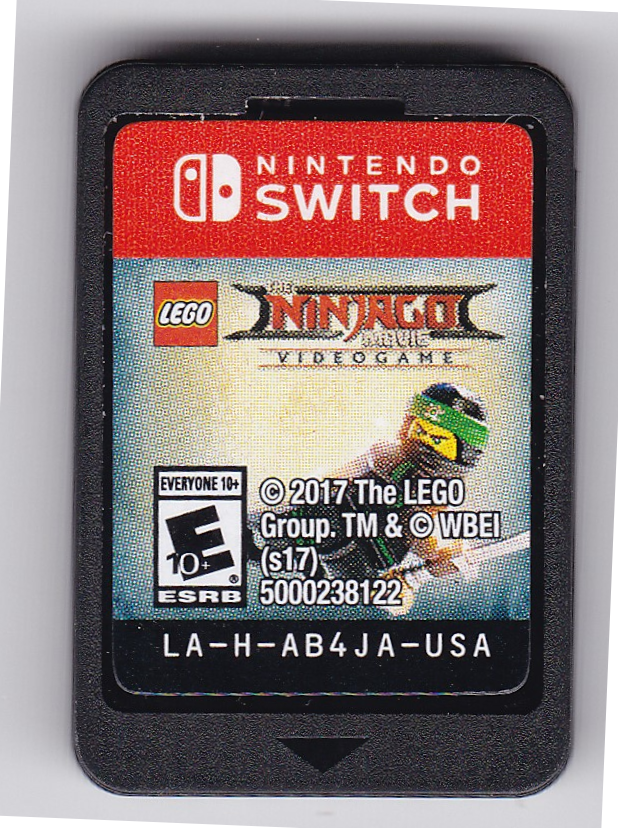 NINTENDO
SWITCH
LEGO
THE
NINJAGO
MOVIE
VIDEOGAME
EVERYONE 10+
E
10+
®
ESRB
© 2017 The LEGO
Group. TM & © WBEI
(s17)
5000238122
LA-H-AB4JA-USA